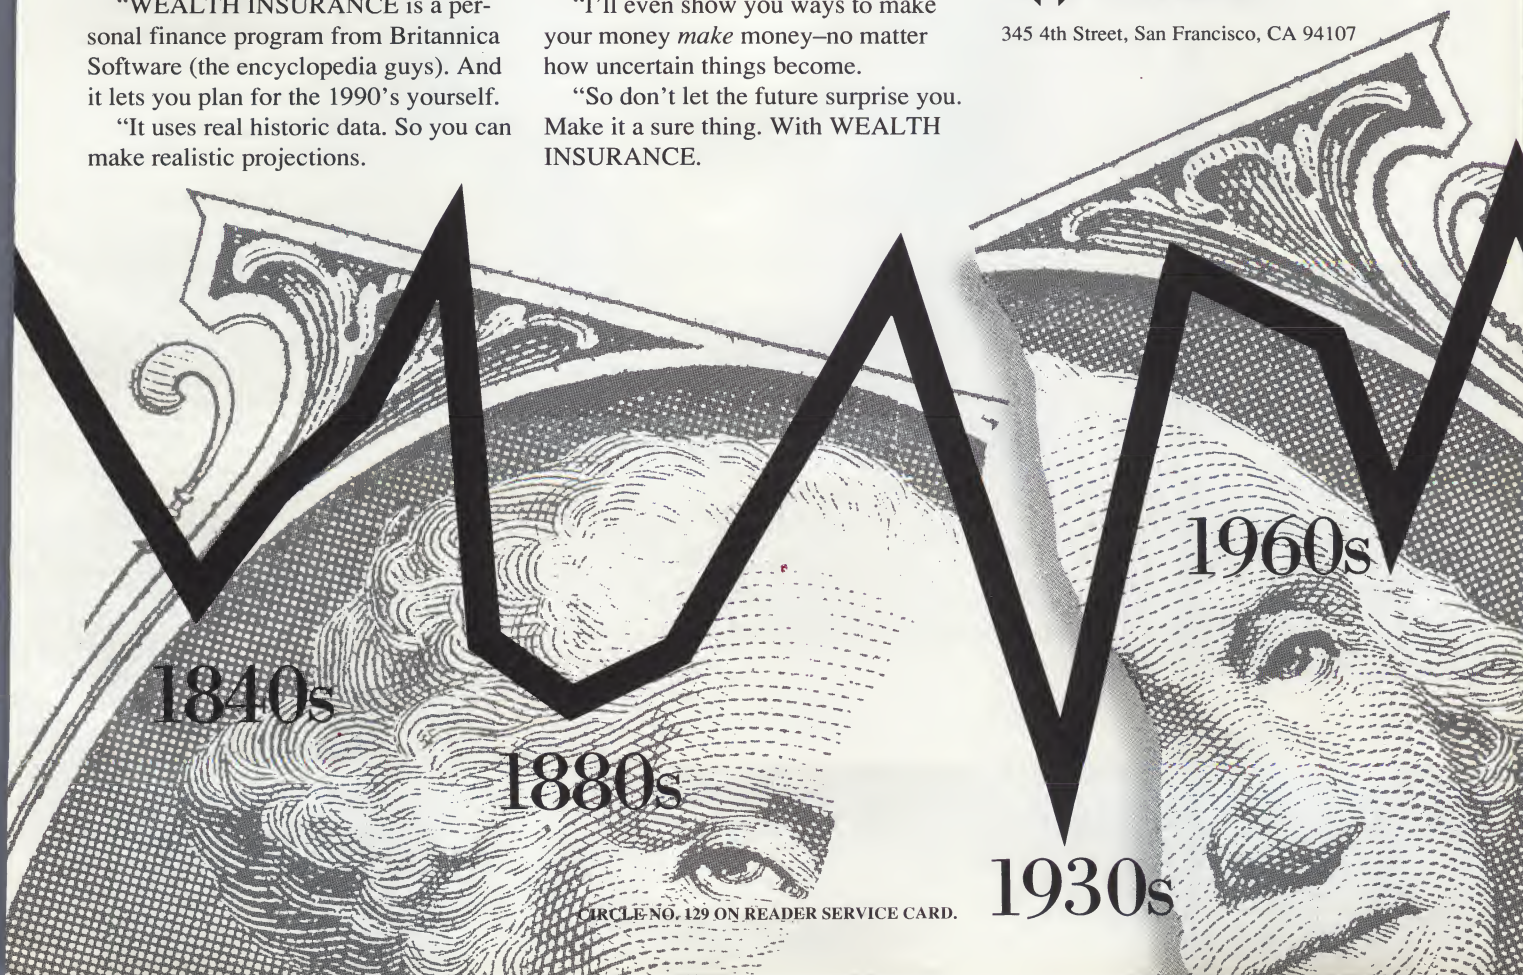 “WEALTH INSURANCE is a per-
sonal finance program from Britannica
Software (the encyclopedia guys). And
it lets you plan for the 1990’s yourself.
“It uses real historic data. So you can
make realistic projections.
“I’ll even show you ways to make
your money make money–no matter
how uncertain things become.
“So don’t let the future surprise you.
Make it a sure thing. With WEALTH
INSURANCE.
345 4th Street, San Francisco, CA 94107
1960s
1840s
1880s
1930s
CIRCLE NO. 129 ON READER SERVICE CARD.